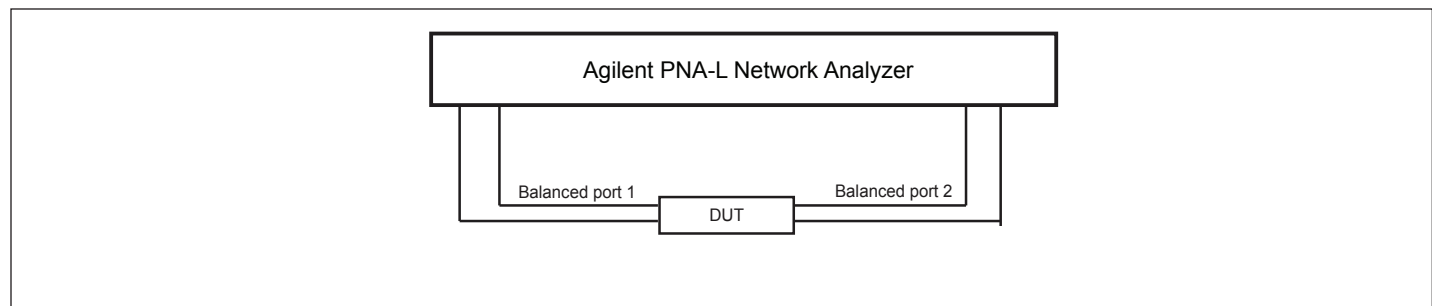 Agilent PNA-L Network Analyzer
Balanced port 1
Balanced port 2
DUT